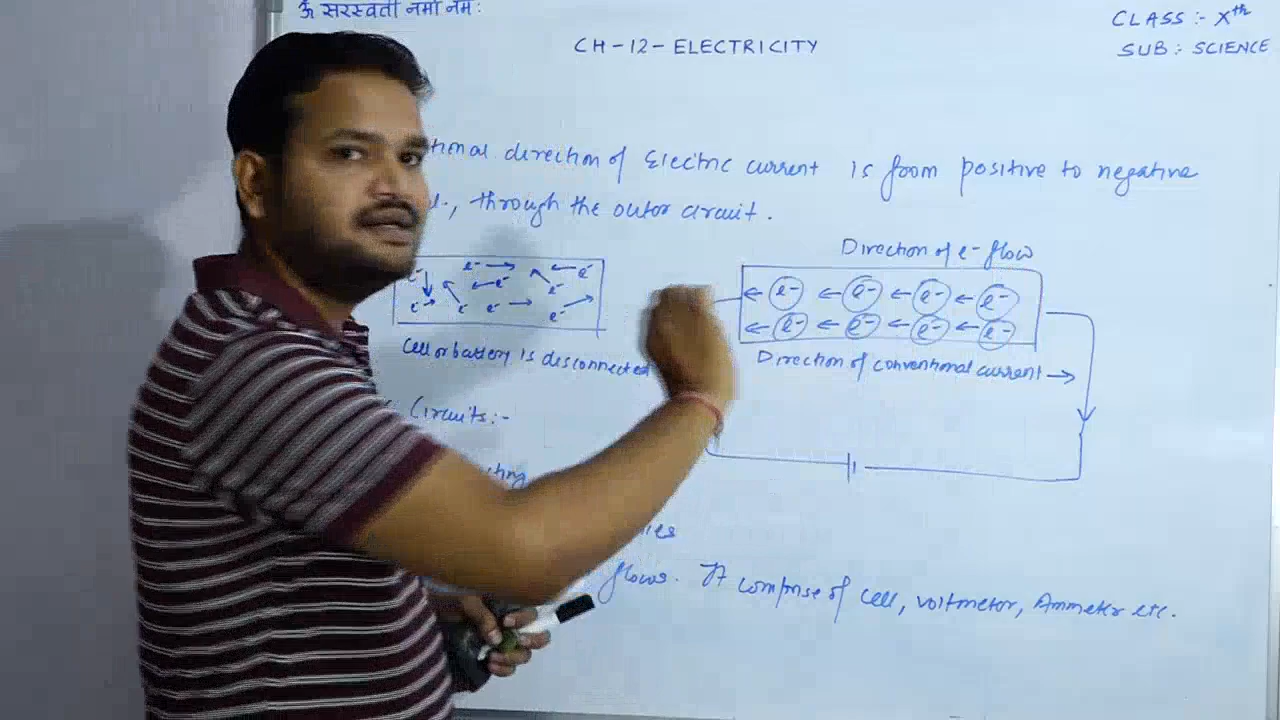 ॐ सरस्वती नमो नमः
CLASS :- Xth
SUB :- SCIENCE
CH-12-ELECTRICITY
tional direction of Electric current is from positive to negative
through the outer circuit.
Direction of e- flow
e- e- e- e- e- e- e- e-
e- e- e- e-
e- e- e- e-
Cell or battery is disconnected
Direction of conventional current →
Circuits:-
cting
flows. It comprise of cell, voltmeter, Ammeter etc.